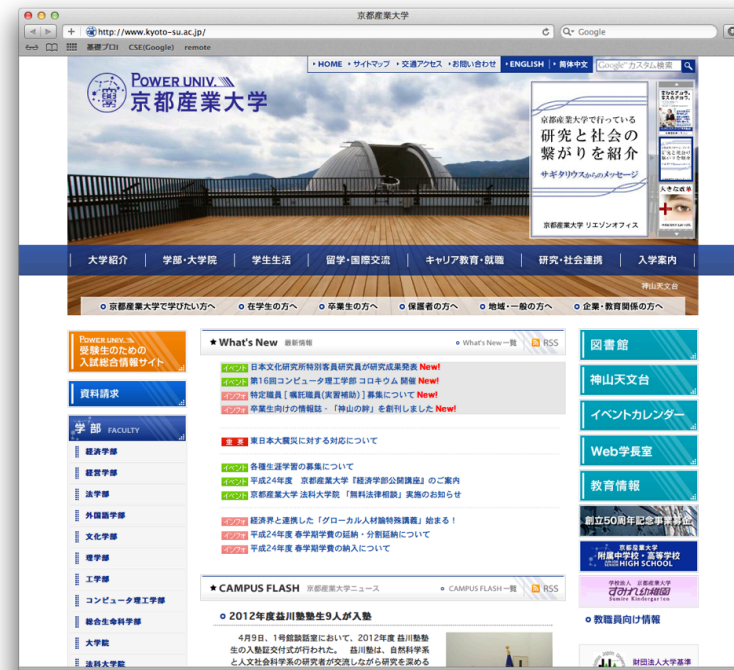 京都産業大学
http://www.kyoto-su.ac.jp/
Google
基礎プロII CSE(Google) remote
HOME サイトマップ 交通アクセス お問い合わせ ENGLISH 简体中文 Google カスタム検索
POWER UNIV.
京都産業大学
京都産業大学で行っている
研究と社会の
繋がりを紹介
サギタリウスからのメッセージ
京都産業大学 リエゾンオフィス
大きな改革
大学紹介 学部・大学院 学生生活 留学・国際交流 キャリア教育・就職 研究・社会連携 入学案内
神山天文台
京都産業大学で学びたい方へ 在学生の方へ 卒業生の方へ 保護者の方へ 地域・一般の方へ 企業・教育関係の方へ
POWER UNIV.
受験生のための
入試総合情報サイト
資料請求
学部 FACULTY
経済学部
経営学部
法学部
外国語学部
文化学部
理学部
工学部
コンピュータ理工学部
総合生命科学部
大学院
法科大学院
★What's New 最新情報 What's New一覧 RSS
イベント 日本文化研究所特別客員研究員が研究成果発表 New!
イベント 第16回コンピュータ理工学部 コロキウム 開催 New!
インフォ 特定職員［嘱託職員(実習補助)］募集について New!
インフォ 卒業生向けの情報誌・「神山の絆」を創刊しました New!
重要 東日本大震災に対する対応について
イベント 各種生涯学習の募集について
イベント 平成24年度 京都産業大学『経済学部公開講座』のご案内
イベント 京都産業大学 法科大学院 「無料法律相談」実施のお知らせ
インフォ 経済界と連携した「グローカル人材論特殊講義」始まる！
インフォ 平成24年度 春学期学費の延納・分割延納について
インフォ 平成24年度 春学期学費の納入について
★CAMPUS FLASH 京都産業大学ニュース CAMPUS FLASH一覧 RSS
2012年度益川塾塾生9人が入塾
4月9日、1号館談話室において、2012年度 益川塾塾
生の入塾証交付式が行われた。 益川塾は、自然科学系
と人文社会科学系の研究者が交流しながら研究を深める
図書館
神山天文台
イベントカレンダー
Web学長室
教育情報
創立50周年記念事業募金
京都産業大学
附属中学校・高等学校
JUNIOR HIGH SCHOOL
学校法人 京都産業大学
すみれ幼稚園
Sumire Kindergarten
教職員向け情報
財団法人大学基準